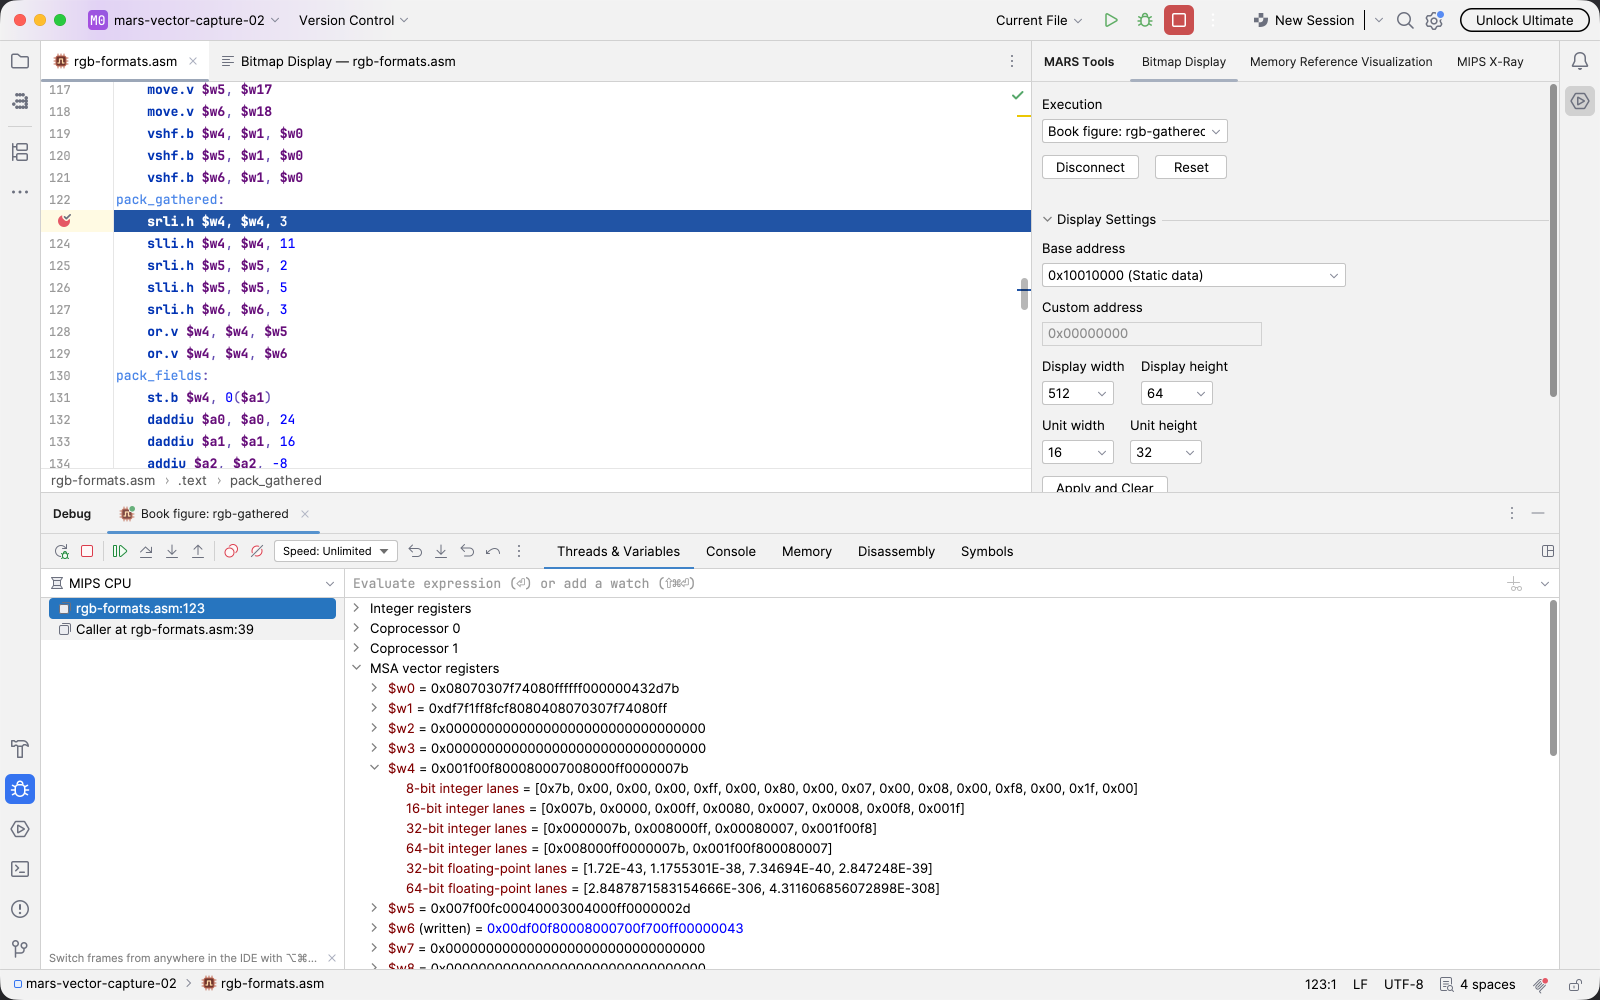 M0 mars-vector-capture-02 Version Control Current File New Session Unlock Ultimate
rgb-formats.asm Bitmap Display — rgb-formats.asm
MARS Tools Bitmap Display Memory Reference Visualization MIPS X-Ray
117 move.v $w5, $w17
118 move.v $w6, $w18
119 vshf.b $w4, $w1, $w0
120 vshf.b $w5, $w1, $w0
121 vshf.b $w6, $w1, $w0
122 pack_gathered:
srli.h $w4, $w4, 3
124 slli.h $w4, $w4, 11
125 srli.h $w5, $w5, 2
126 slli.h $w5, $w5, 5
127 srli.h $w6, $w6, 3
128 or.v $w4, $w4, $w5
129 or.v $w4, $w4, $w6
130 pack_fields:
131 st.b $w4, 0($a1)
132 daddiu $a0, $a0, 24
133 daddiu $a1, $a1, 16
134 addiu $a2, $a2, -8
rgb-formats.asm › .text › pack_gathered
Execution
Book figure: rgb-gathered
Disconnect Reset
Display Settings
Base address
0x10010000 (Static data)
Custom address
0x00000000
Display width Display height
512 64
Unit width Unit height
16 32
Apply and Clear
Debug Book figure: rgb-gathered
Speed: Unlimited Threads & Variables Console Memory Disassembly Symbols
MIPS CPU
rgb-formats.asm:123
Caller at rgb-formats.asm:39
Switch frames from anywhere in the IDE with ⌥⌘...
Evaluate expression (⏎) or add a watch (⇧⌘⏎)
Integer registers
Coprocessor 0
Coprocessor 1
MSA vector registers
$w0 = 0x08070307f74080ffffff000000432d7b
$w1 = 0xdf7f1ff8fcf8080408070307f74080ff
$w2 = 0x00000000000000000000000000000000
$w3 = 0x00000000000000000000000000000000
$w4 = 0x001f00f800080007008000ff0000007b
8-bit integer lanes = [0x7b, 0x00, 0x00, 0x00, 0xff, 0x00, 0x80, 0x00, 0x07, 0x00, 0x08, 0x00, 0xf8, 0x00, 0x1f, 0x00]
16-bit integer lanes = [0x007b, 0x0000, 0x00ff, 0x0080, 0x0007, 0x0008, 0x00f8, 0x001f]
32-bit integer lanes = [0x0000007b, 0x008000ff, 0x00080007, 0x001f00f8]
64-bit integer lanes = [0x008000ff0000007b, 0x001f00f800080007]
32-bit floating-point lanes = [1.72E-43, 1.1755301E-38, 7.34694E-40, 2.847248E-39]
64-bit floating-point lanes = [2.8487871583154666E-306, 4.311606856072898E-308]
$w5 = 0x007f00fc00040003004000ff0000002d
$w6 (written) = 0x00df00f80008000700f700ff00000043
$w7 = 0x00000000000000000000000000000000
$w8 = 0x00000000000000000000000000000000
mars-vector-capture-02 › rgb-formats.asm 123:1 LF UTF-8 4 spaces